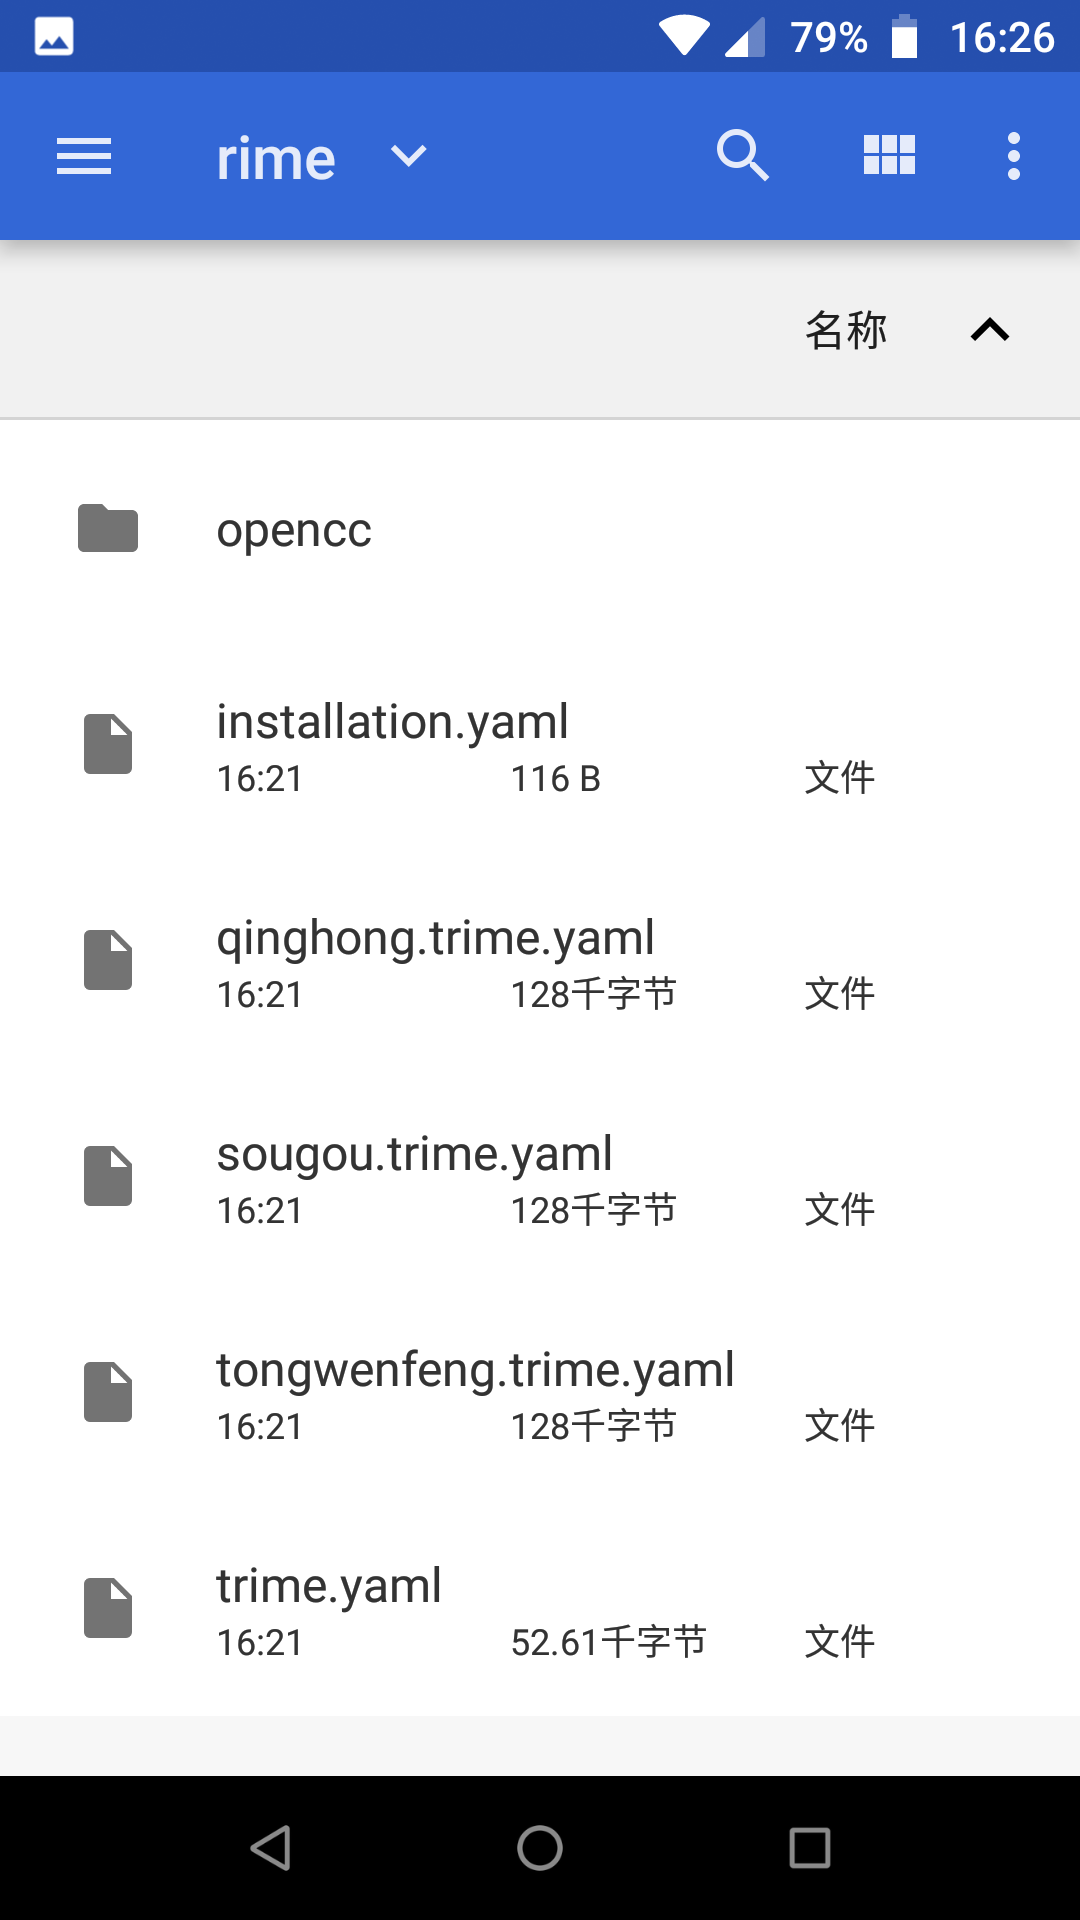 79% 16:26
rime
名称
opencc
installation.yaml
16:21 116 B 文件
qinghong.trime.yaml
16:21 128千字节 文件
sougou.trime.yaml
16:21 128千字节 文件
tongwenfeng.trime.yaml
16:21 128千字节 文件
trime.yaml
16:21 52.61千字节 文件